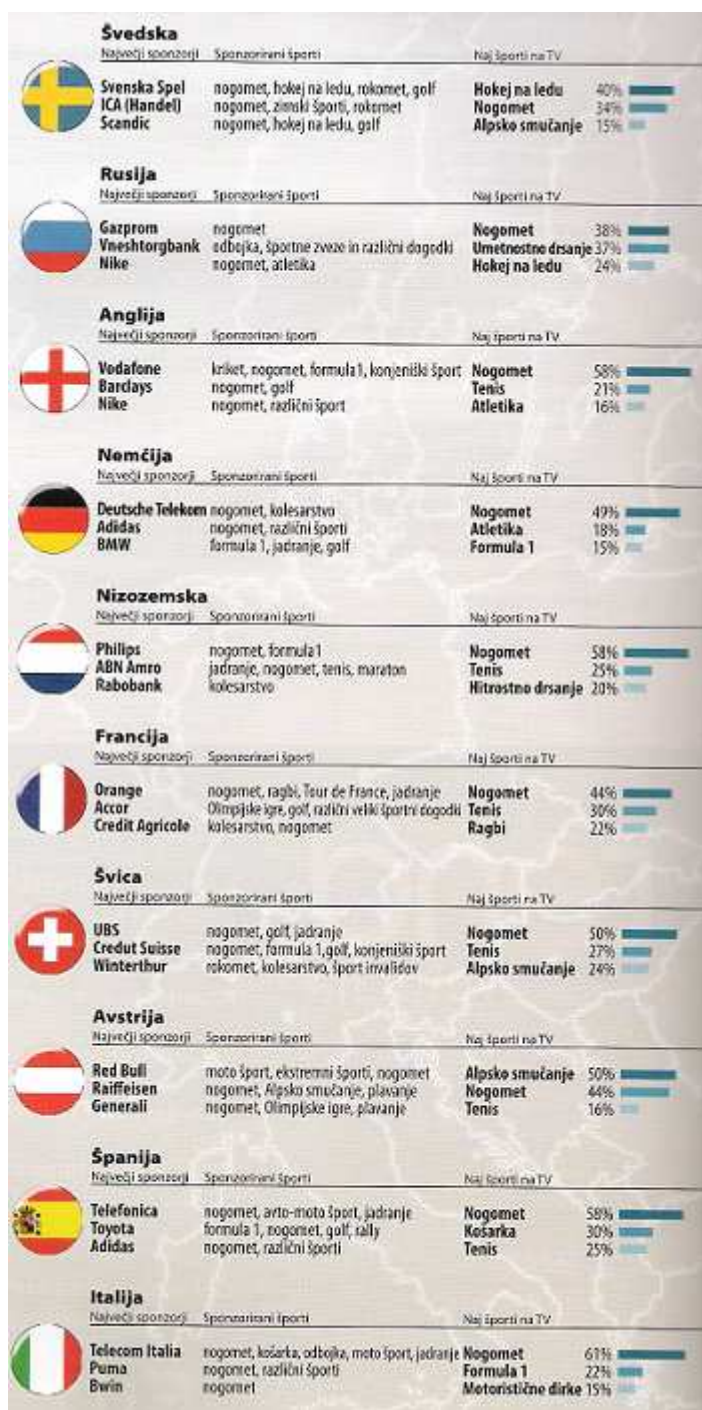 Švedska
Največji sponzorji Sponzorirani športi Naj športi na TV
Svenska Spel nogomet, hokej na ledu, rokomet, golf Hokej na ledu 40%
ICA (Handel) nogomet, zimski športi, rokomet Nogomet 34%
Scandic nogomet, hokej na ledu, golf Alpsko smučanje 15%
Rusija
Največji sponzorji Sponzorirani športi Naj športi na TV
Gazprom nogomet Nogomet 38%
Vneshtorgbank odbojka, športne zveze in različni dogodki Umetnostno drsanje 37%
Nike nogomet, atletika Hokej na ledu 24%
Anglija
Največji sponzorji Sponzorirani športi Naj športi na TV
Vodafone kriket, nogomet, formula1, konjeniški šport Nogomet 58%
Barclays nogomet, golf Tenis 21%
Nike nogomet, različni šport Atletika 16%
Nemčija
Največji sponzorji Sponzorirani športi Naj športi na TV
Deutsche Telekom nogomet, kolesarstvo Nogomet 49%
Adidas nogomet, različni športi Atletika 18%
BMW formula 1, jadranje, golf Formula 1 15%
Nizozemska
Največji sponzorji Sponzorirani športi Naj športi na TV
Philips nogomet, formula1 Nogomet 58%
ABN Amro jadranje, nogomet, tenis, maraton Tenis 25%
Rabobank kolesarstvo Hitrostno drsanje 20%
Francija
Največji sponzorji Sponzorirani športi Naj športi na TV
Orange nogomet, ragbi, Tour de France, jadranje Nogomet 44%
Accor Olimpijske igre, golf, različni veliki športni dogodki Tenis 30%
Credit Agricole kolesarstvo, nogomet Ragbi 22%
Švica
Največji sponzorji Sponzorirani športi Naj športi na TV
UBS nogomet, golf, jadranje Nogomet 50%
Credut Suisse nogomet, formula 1,golf, konjeniški šport Tenis 27%
Winterthur rokomet, kolesarstvo, šport invalidov Alpsko smučanje 24%
Avstrija
Največji sponzorji Sponzorirani športi Naj športi na TV
Red Bull moto šport, ekstremni športi, nogomet Alpsko smučanje 50%
Raiffeisen nogomet, Alpsko smučanje, plavanje Nogomet 44%
Generali nogomet, Olimpijske igre, plavanje Tenis 16%
Španija
Največji sponzorji Sponzorirani športi Naj športi na TV
Telefonica nogomet, avto-moto šport, jadranje Nogomet 58%
Toyota formula 1, nogomet, golf, rally Košarka 30%
Adidas nogomet, različni športi Tenis 25%
Italija
Največji sponzorji Sponzorirani športi Naj športi na TV
Telecom Italia nogomet, košarka, odbojka, moto šport, jadranje Nogomet 61%
Puma nogomet, različni športi Formula 1 22%
Bwin nogomet Motoristične dirke 15%